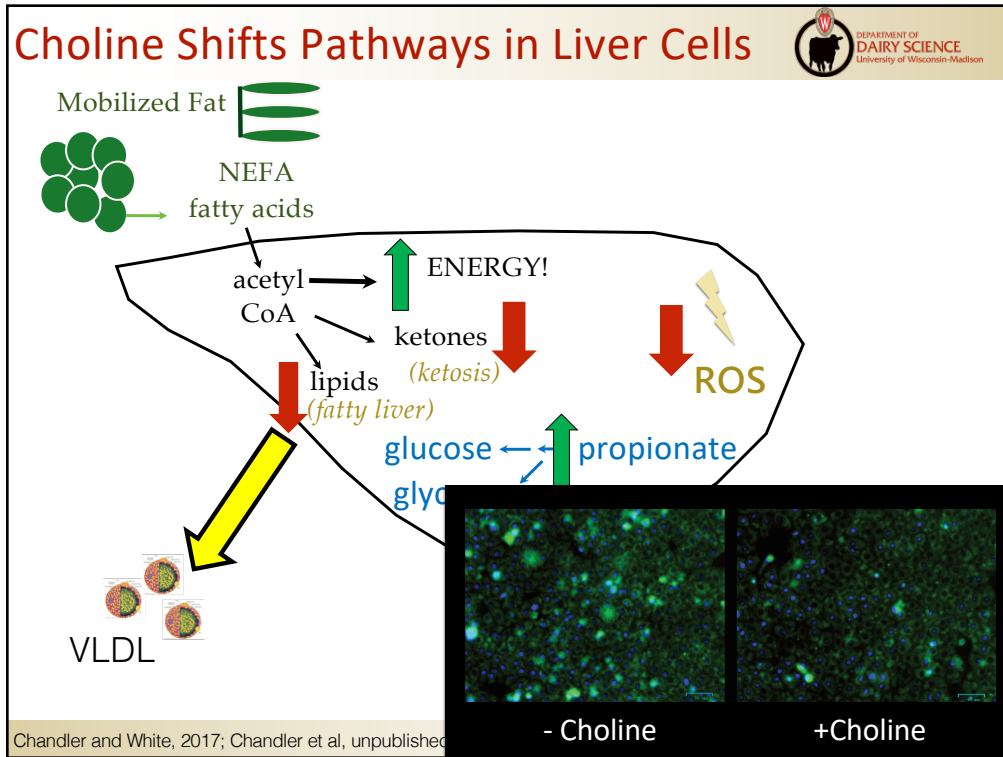 Choline Shifts Pathways in Liver Cells
DEPARTMENT OF
DAIRY SCIENCE
University of Wisconsin-Madison
Mobilized Fat
NEFA
fatty acids
acetyl
CoA
ENERGY!
ketones
(ketosis)
lipids
(fatty liver)
ROS
glucose
propionate
glyc
VLDL
- Choline
+Choline
Chandler and White, 2017; Chandler et al, unpublished